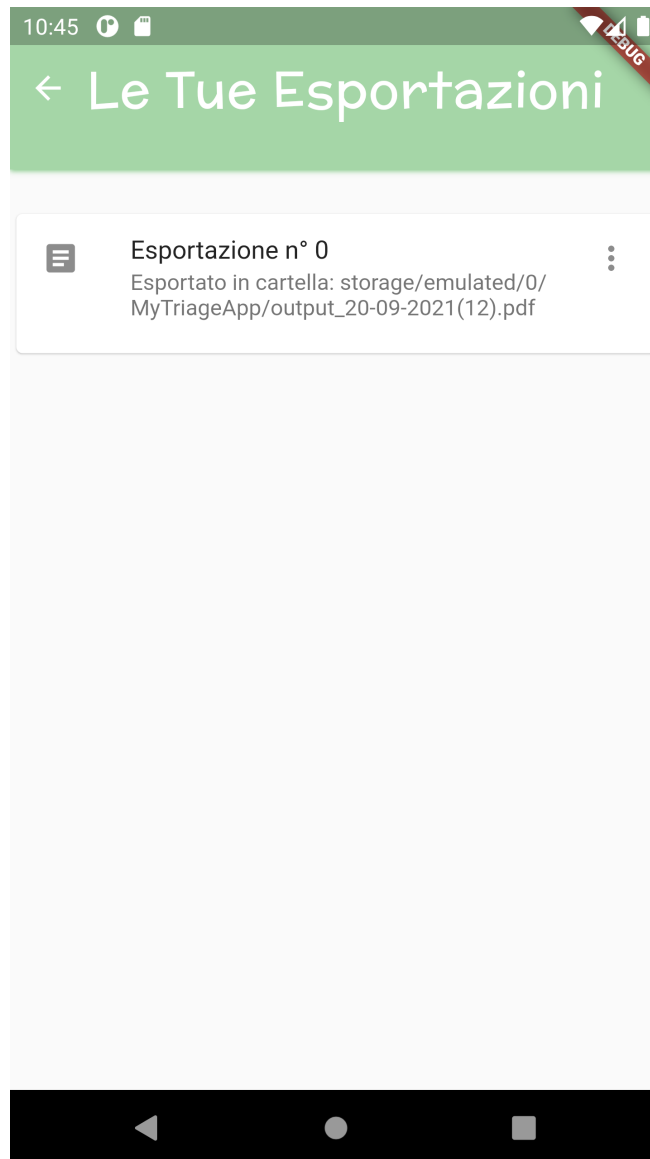 10:45
DEBUG
Le Tue Esportazioni
Esportazione n° 0
Esportato in cartella: storage/emulated/0/
MyTriageApp/output_20-09-2021(12).pdf